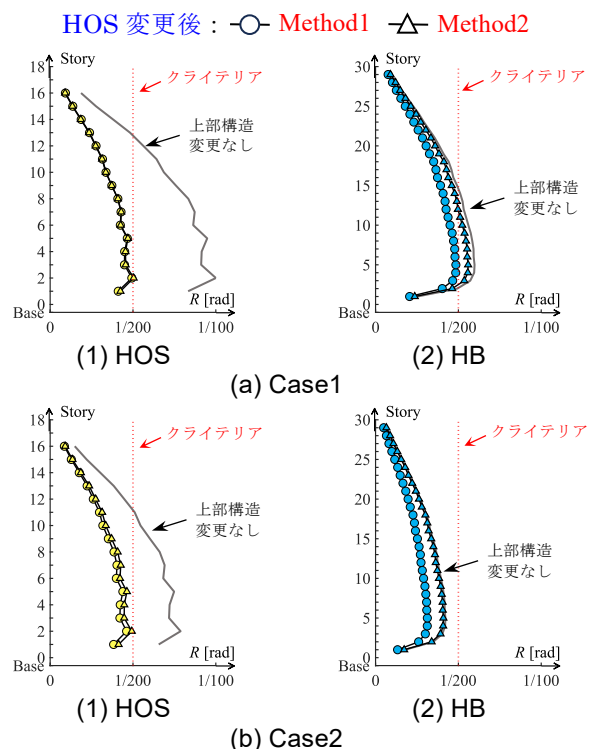 HOS 変更後 : Method1 Method2
Story
18
16
14
12
10
8
6
4
2
0
Base
クライテリア
上部構造
変更なし
R [rad]
0 1/200 1/100
(1) HOS
Story
30
25
20
15
10
5
0
Base
クライテリア
上部構造
変更なし
R [rad]
0 1/200 1/100
(2) HB
(a) Case1
Story
18
16
14
12
10
8
6
4
2
0
Base
クライテリア
上部構造
変更なし
R [rad]
0 1/200 1/100
(1) HOS
Story
30
25
20
15
10
5
0
Base
クライテリア
上部構造
変更なし
R [rad]
0 1/200 1/100
(2) HB
(b) Case2